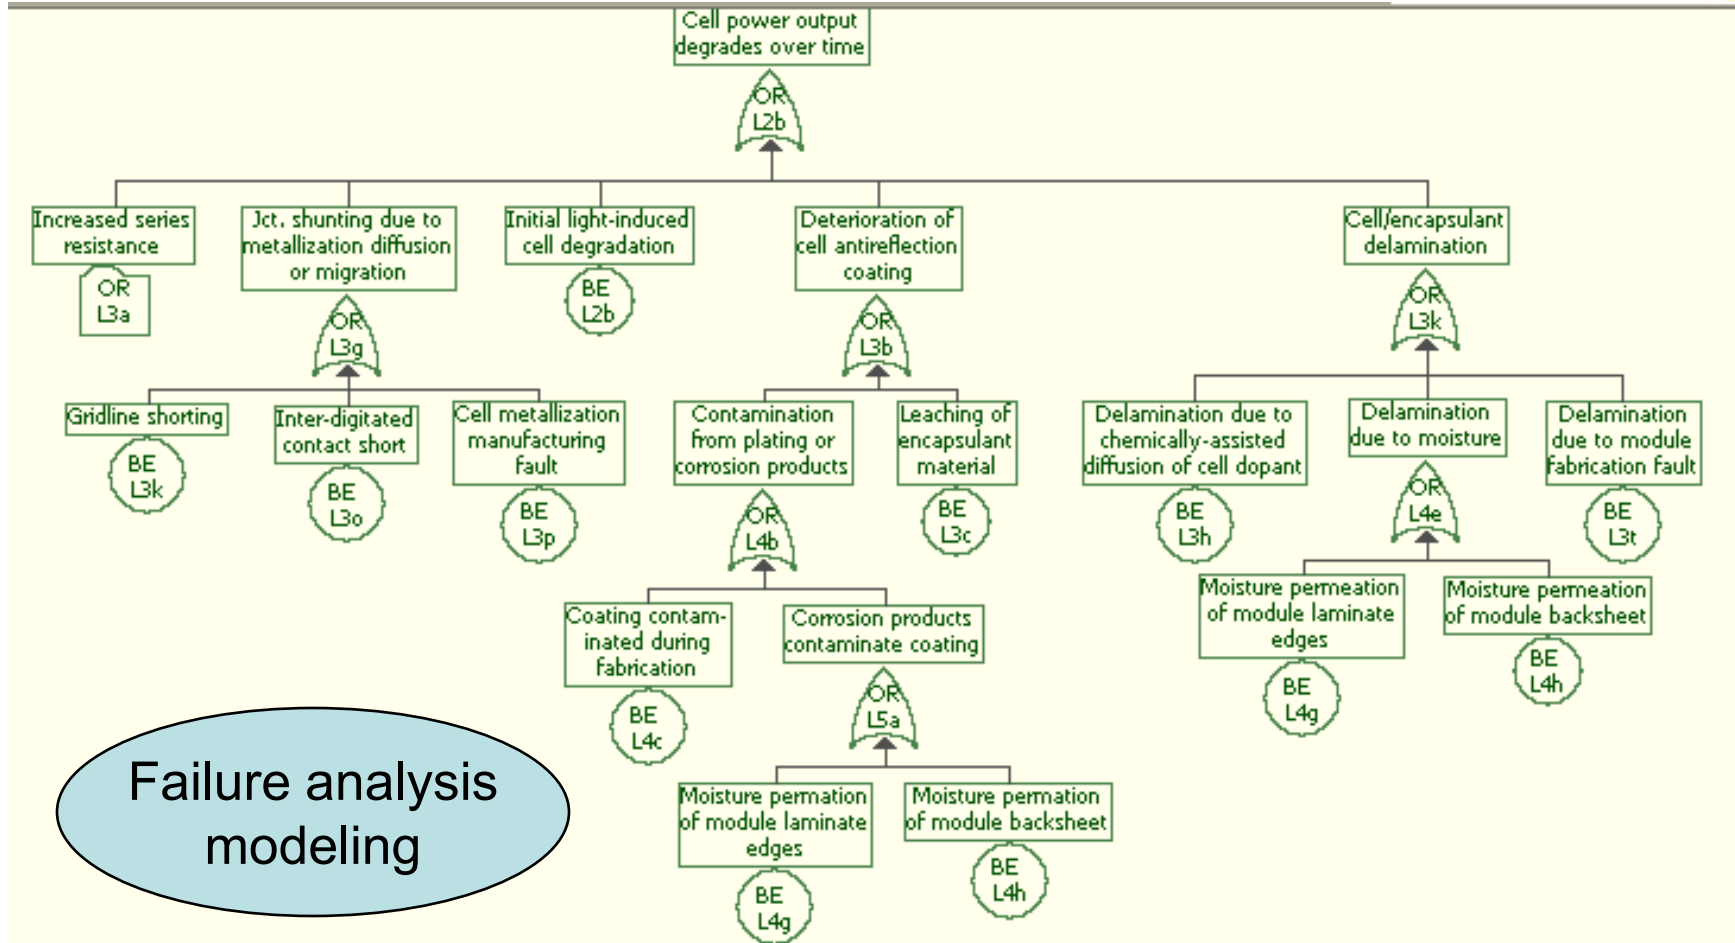 Cell power output
degrades over time
OR
L2b
Increased series
resistance
OR
L3a
Jct. shunting due to
metallization diffusion
or migration
OR
L3g
Initial light-induced
cell degradation
BE
L2b
Deterioration of
cell antireflection
coating
OR
L3b
Cell/encapsulant
delamination
OR
L3k
Gridline shorting
BE
L3k
Inter-digitated
contact short
BE
L3o
Cell metallization
manufacturing
fault
BE
L3p
Contamination
from plating or
corrosion products
OR
L4b
Leaching of
encapsulant
material
BE
L3c
Delamination due to
chemically-assisted
diffusion of cell dopant
BE
L3h
Delamination
due to moisture
OR
L4e
Delamination
due to module
fabrication fault
BE
L3t
Coating contam-
inated during
fabrication
BE
L4c
Corrosion products
contaminate coating
OR
L5a
Moisture permeation
of module laminate
edges
BE
L4g
Moisture permeation
of module backsheet
BE
L4h
Moisture permation
of module laminate
edges
BE
L4g
Moisture permation
of module backsheet
BE
L4h
Failure analysis
modeling